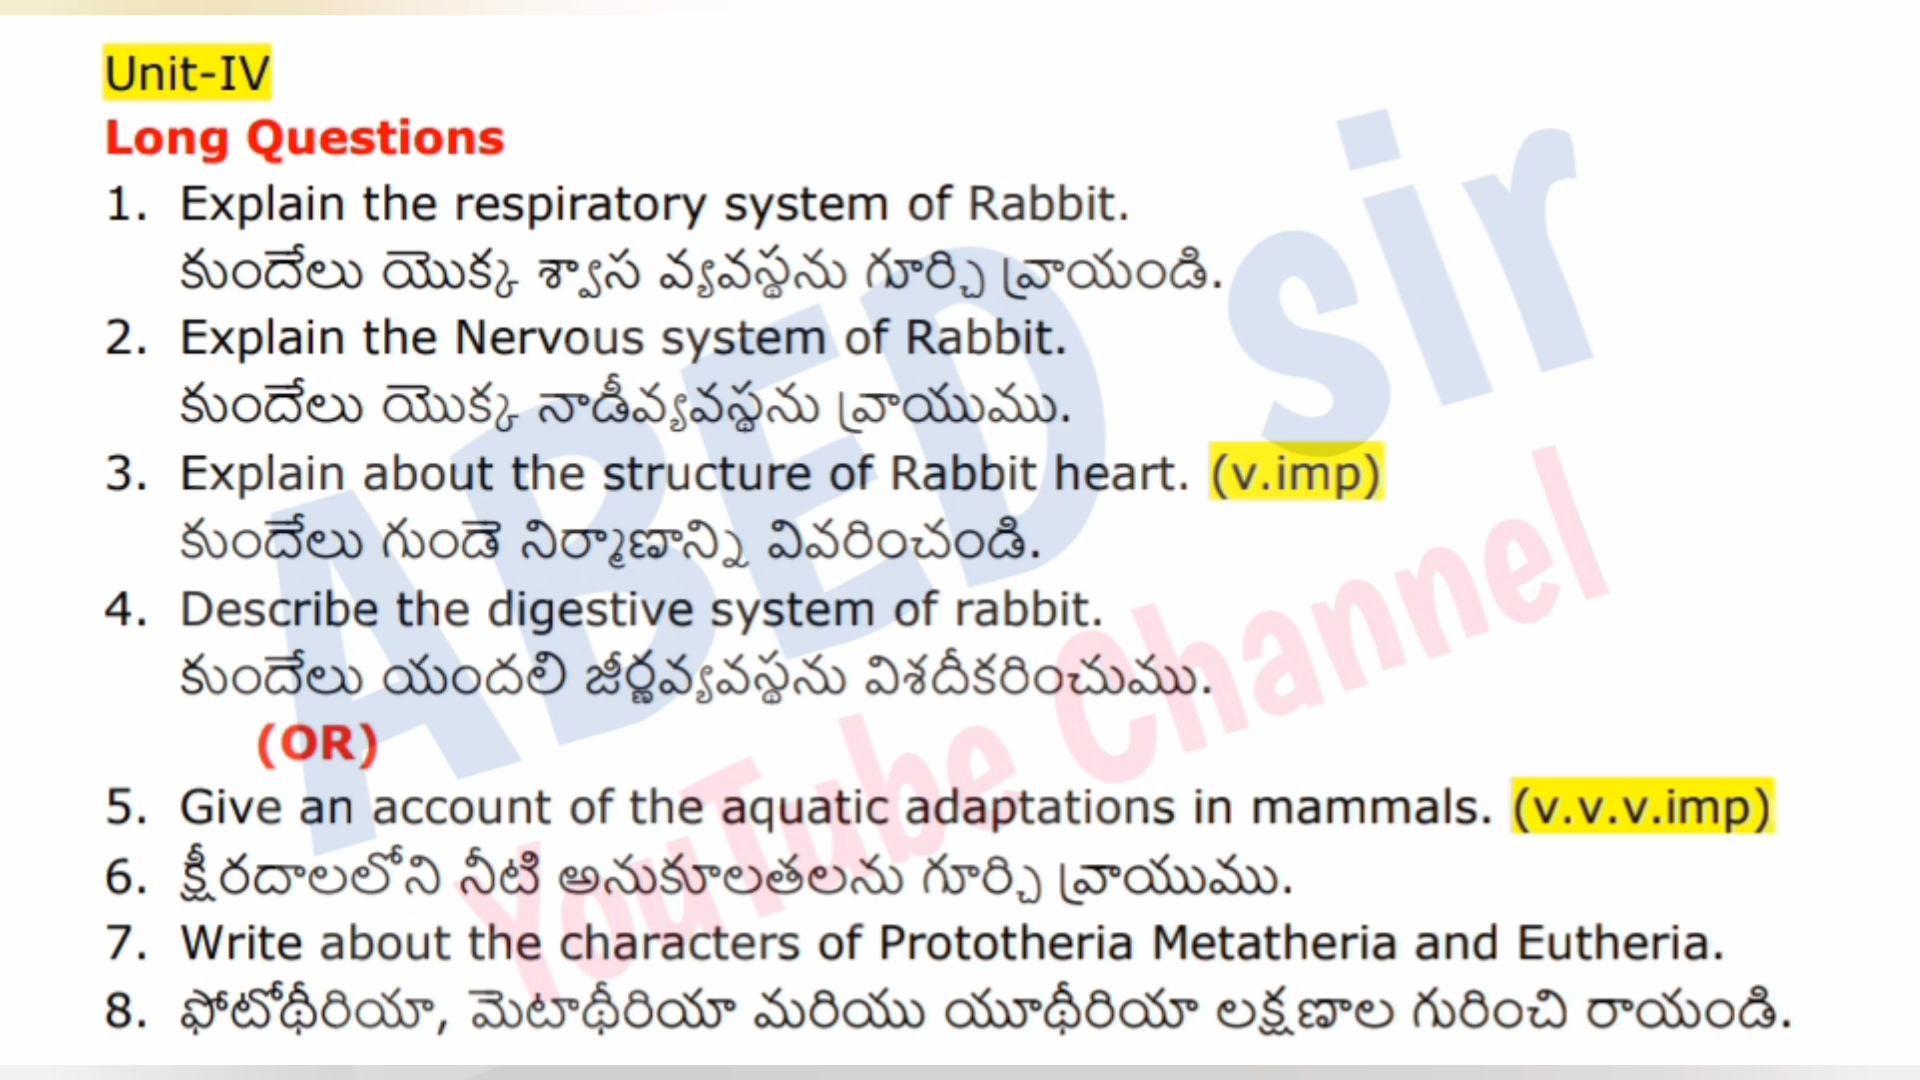 Unit-IV
Long Questions
1. Explain the respiratory system of Rabbit.
కుందేలు యొక్క శ్వాస వ్యవస్థను గూర్చి వ్రాయండి.
2. Explain the Nervous system of Rabbit.
కుందేలు యొక్క నాడీవ్యవస్థను వ్రాయుము.
3. Explain about the structure of Rabbit heart. (v.imp)
కుందేలు గుండె నిర్మాణాన్ని వివరించండి.
4. Describe the digestive system of rabbit.
కుందేలు యందలి జీర్ణవ్యవస్థను విశదీకరించుము.
(OR)
5. Give an account of the aquatic adaptations in mammals. (v.v.v.imp)
6. క్షీరదాలలోని నీటి అనుకూలతలను గూర్చి వ్రాయుము.
7. Write about the characters of Prototheria Metatheria and Eutheria.
8. ఫోటోథీరియా, మెటాథీరియా మరియు యూథీరియా లక్షణాల గురించి రాయండి.
ABED sir
YouTube Channel